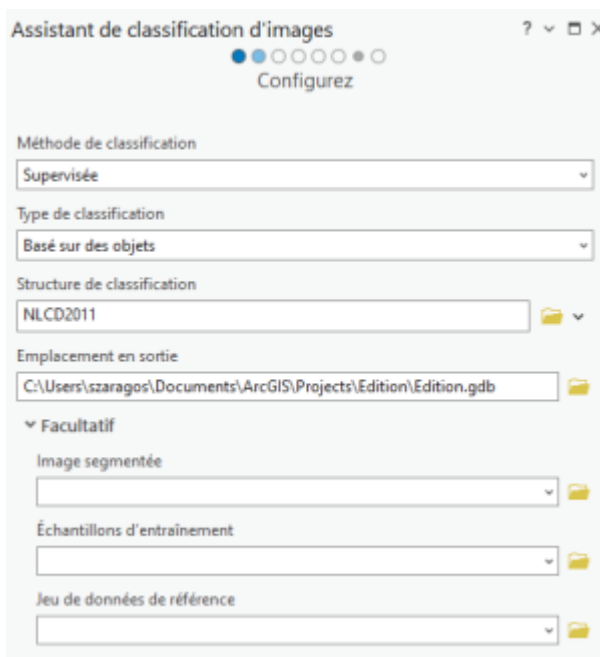 Assistant de classification d'images
?
Configurez
Méthode de classification
Supervisée
Type de classification
Basé sur des objets
Structure de classification
NLCD2011
Emplacement en sortie
C:\Users\szaragos\Documents\ArcGIS\Projects\Edition\Edition.gdb
Facultatif
Image segmentée
Échantillons d'entraînement
Jeu de données de référence